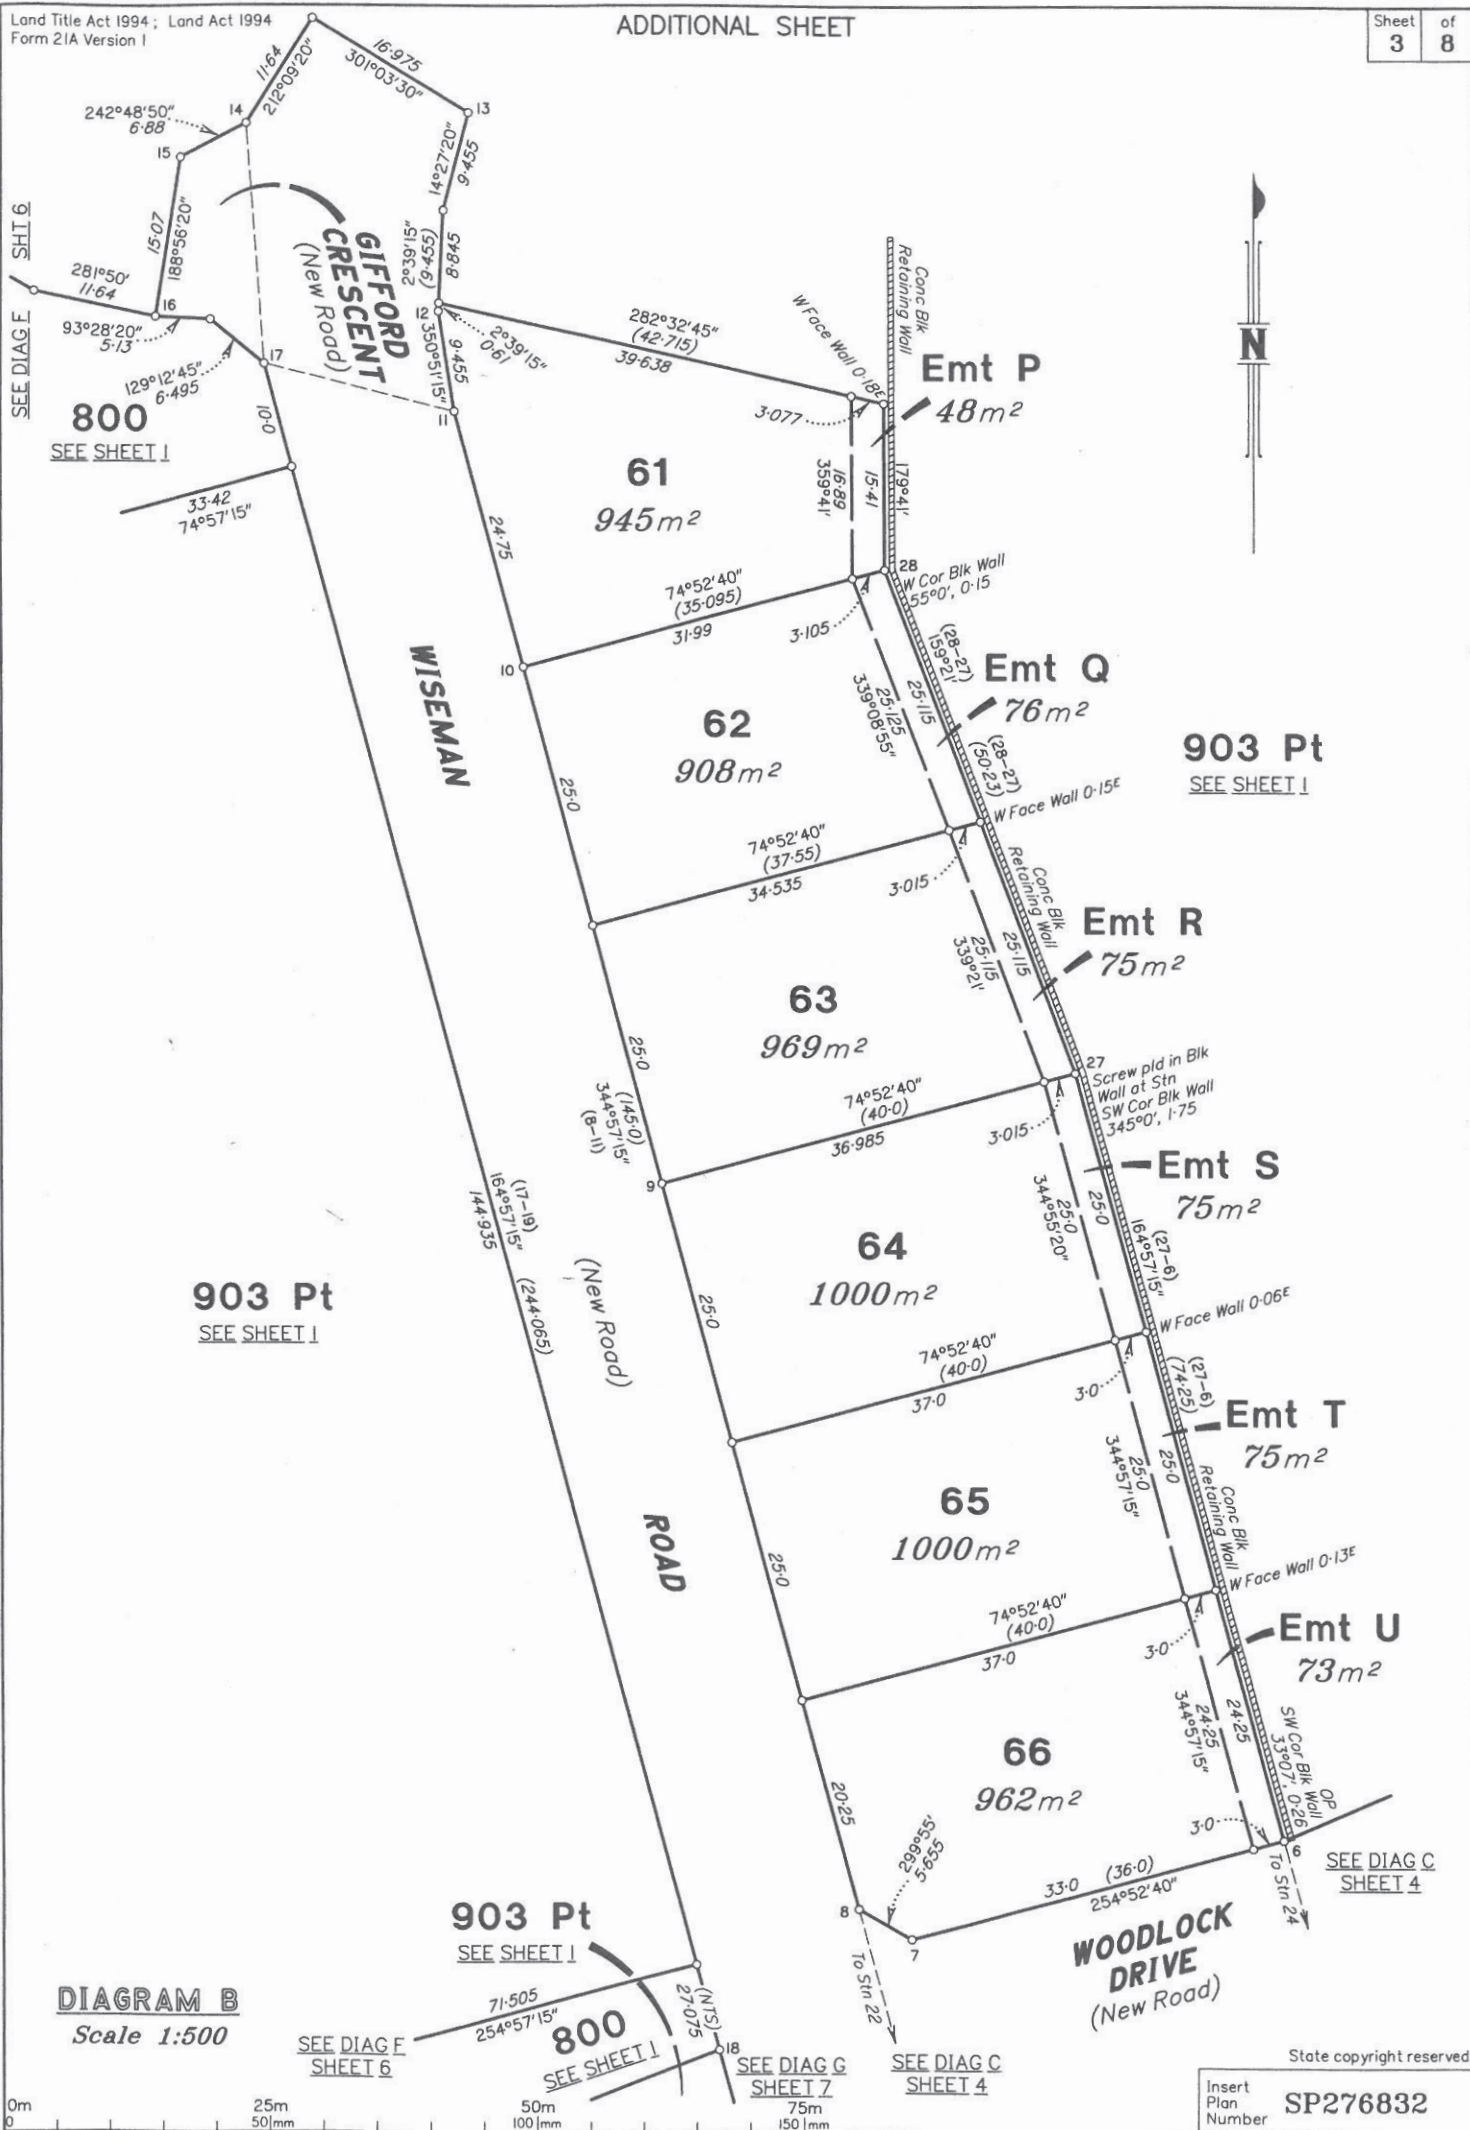 Land Title Act 1994 ; Land Act 1994
Form 21A Version 1
ADDITIONAL SHEET
Sheet of
3 8
11·64
212°09'20"
16·975
301°03'30"
242°48'50"
6·88
14
13
15
14°27'20"
9·455
SHT 6
SEE DIAG F
15·07
188°56'20"
GIFFORD
CRESCENT
(New Road)
2°39'15"
(9·455)
8·845
281°50'
11·64
16
93°28'20"
5·13
12
2°39'15"
0·61
129°12'45"
6·495
17
10·0
350°51'15"
9·455
11
282°32'45"
(42·715)
39·638
W Face Wall 0·18E
Conc Blk
Retaining Wall
Emt P
48m²
3·077
N
800
SEE SHEET 1
33·42
74°57'15"
61
945m²
16·89
359°41'
15·41
179°41'
24·75
74°52'40"
(35·095)
31·99
3·105
28
W Cor Blk Wall
55°0', 0·15
10
WISEMAN
62
908m²
25·125
339°08'55"
25·115
(28-27)
159°21'
Emt Q
76m²
(28-27)
(50·23)
903 Pt
SEE SHEET 1
25·0
74°52'40"
(37·55)
34·535
3·015
W Face Wall 0·15E
Conc Blk
Retaining Wall
63
969m²
25·115
339°21'
25·115
Emt R
75m²
25·0
(145·0)
344°57'15"
(8-11)
74°52'40"
(40·0)
36·985
3·015
27
Screw pld in Blk
Wall at Stn
SW Cor Blk Wall
345°0', 1·75
9
(17-19)
164°57'15"
144·935
(244·065)
64
1000m²
25·0
344°55'20"
25·0
Emt S
75m²
(27-6)
164°57'15"
903 Pt
SEE SHEET 1
(New Road)
25·0
74°52'40"
(40·0)
37·0
3·0
W Face Wall 0·06E
(27-6)
(74·25)
65
1000m²
25·0
344°57'15"
25·0
Emt T
75m²
Conc Blk
Retaining Wall
ROAD
25·0
74°52'40"
(40·0)
37·0
3·0
W Face Wall 0·13E
66
962m²
24·25
344°57'15"
24·25
Emt U
73m²
SW Cor Blk Wall
33°07', 0·26
OP
20·25
299°55'
5·655
3·0
6
8
7
33·0 (36·0)
254°52'40"
To Stn 24
SEE DIAG C
SHEET 4
WOODLOCK
DRIVE
(New Road)
903 Pt
SEE SHEET 1
To Stn 22
DIAGRAM B
Scale 1:500
71·505
254°57'15"
(NTS)
27·075
800
SEE SHEET 1
18
SEE DIAG F
SHEET 6
SEE DIAG G
SHEET 7
SEE DIAG C
SHEET 4
State copyright reserved
0m 25m 50m 75m
0 50mm 100mm 150mm
Insert
Plan
Number
SP276832